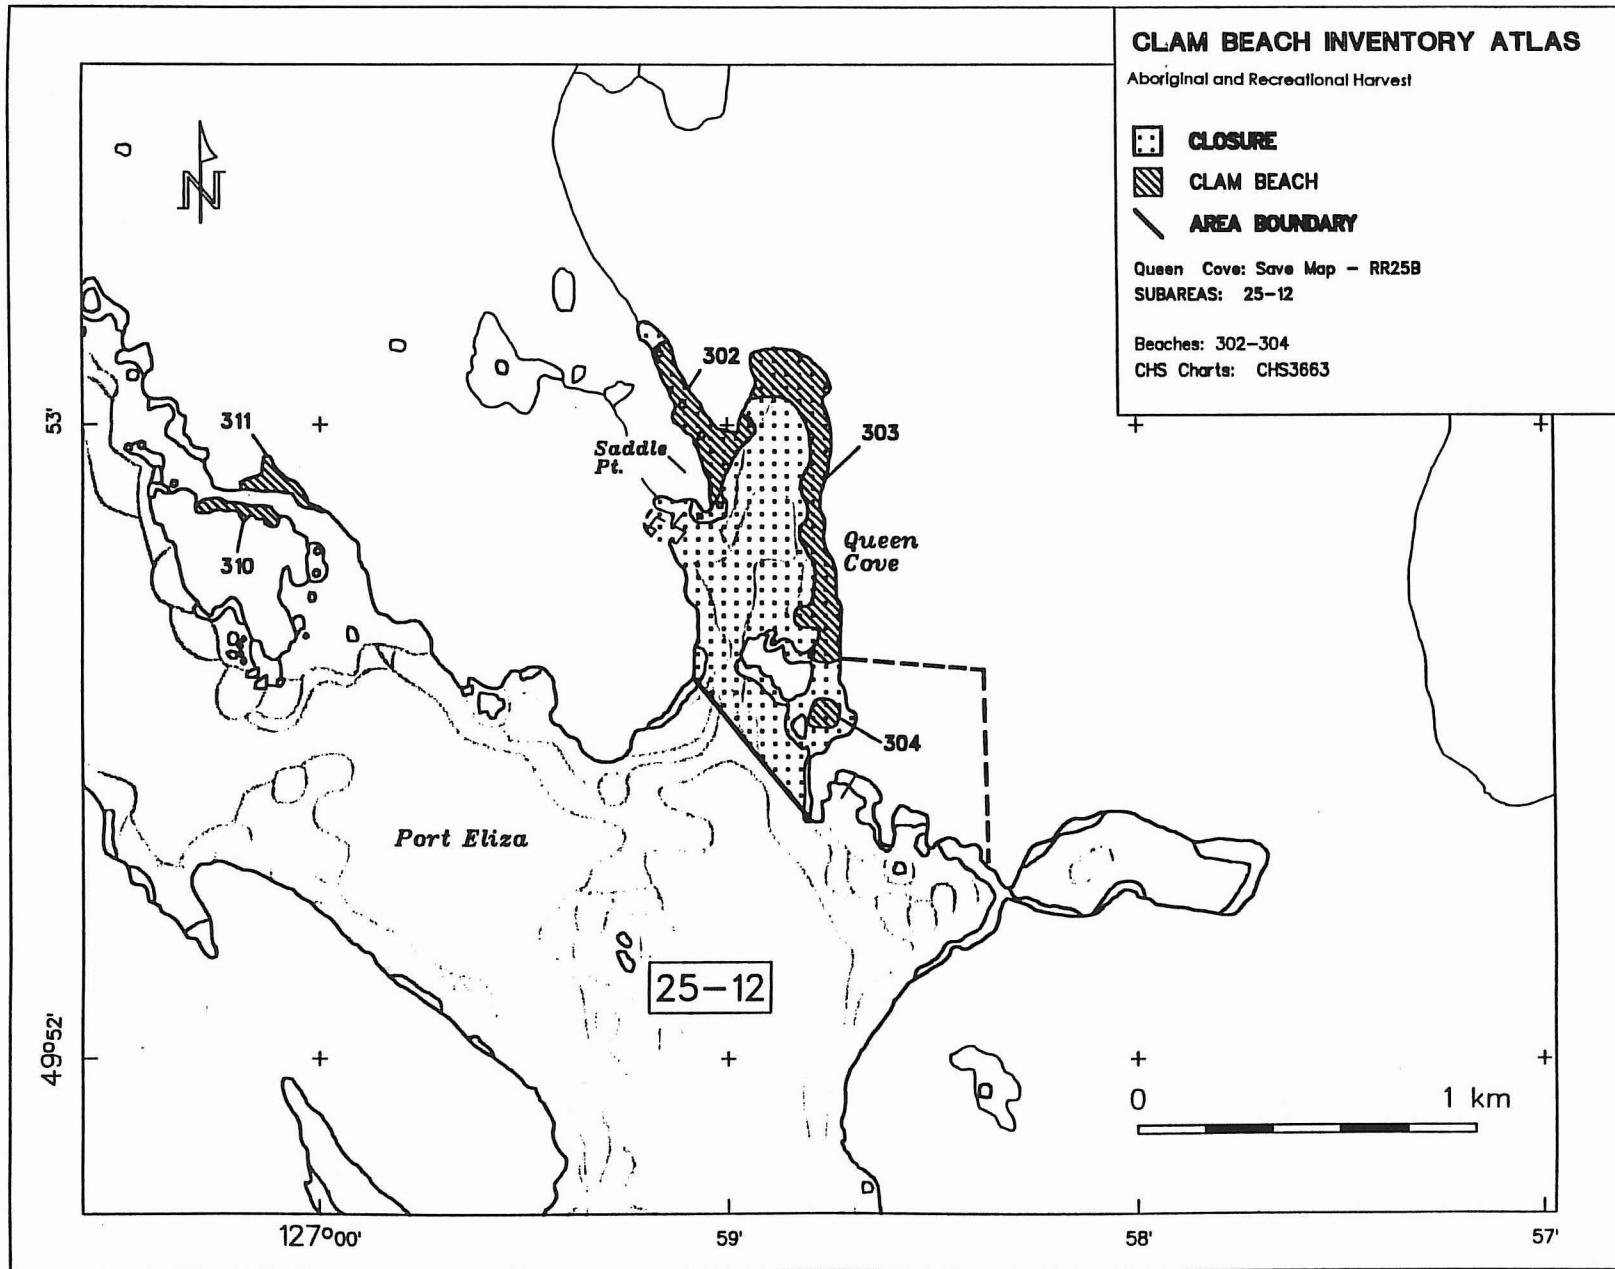 CLAM BEACH INVENTORY ATLAS
Aboriginal and Recreational Harvest
CLOSURE
CLAM BEACH
AREA BOUNDARY
Queen Cove: Save Map – RR25B
SUBAREAS: 25–12
Beaches: 302–304
CHS Charts: CHS3663
N
302
303
311
53'
Saddle
Pt.
Queen
Cove
310
304
Port Eliza
25–12
49°52'
0 1 km
127°00' 59' 58' 57'